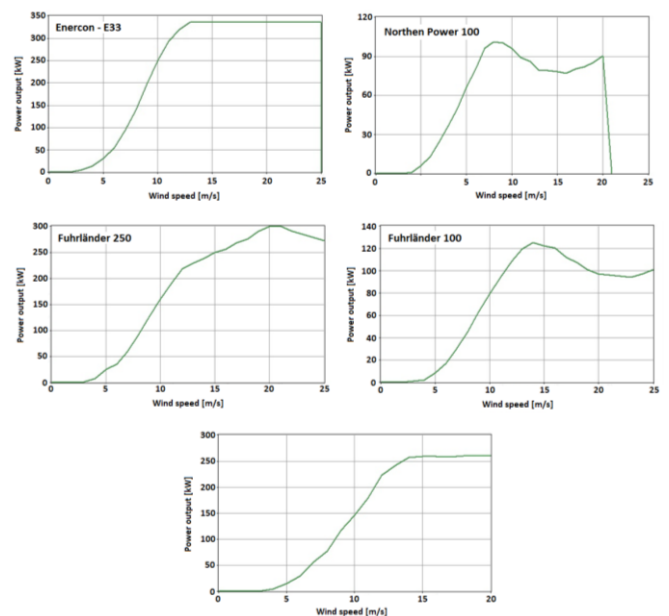 Enercon - E33
Power output [kW]
350
300
250
200
150
100
50
0
0 5 10 15 20 25
Wind speed [m/s]
Northen Power 100
Power output [kW]
120
90
60
30
0
0 5 10 15 20 25
Wind speed [m/s]
Fuhrländer 250
Power output [kW]
300
250
200
150
100
50
0
0 5 10 15 20 25
Wind speed [m/s]
Fuhrländer 100
Power output [kW]
140
120
100
80
60
40
20
0
0 5 10 15 20 25
Wind speed [m/s]
Power output [kW]
300
250
200
150
100
50
0
0 5 10 15 20
Wind speed [m/s]